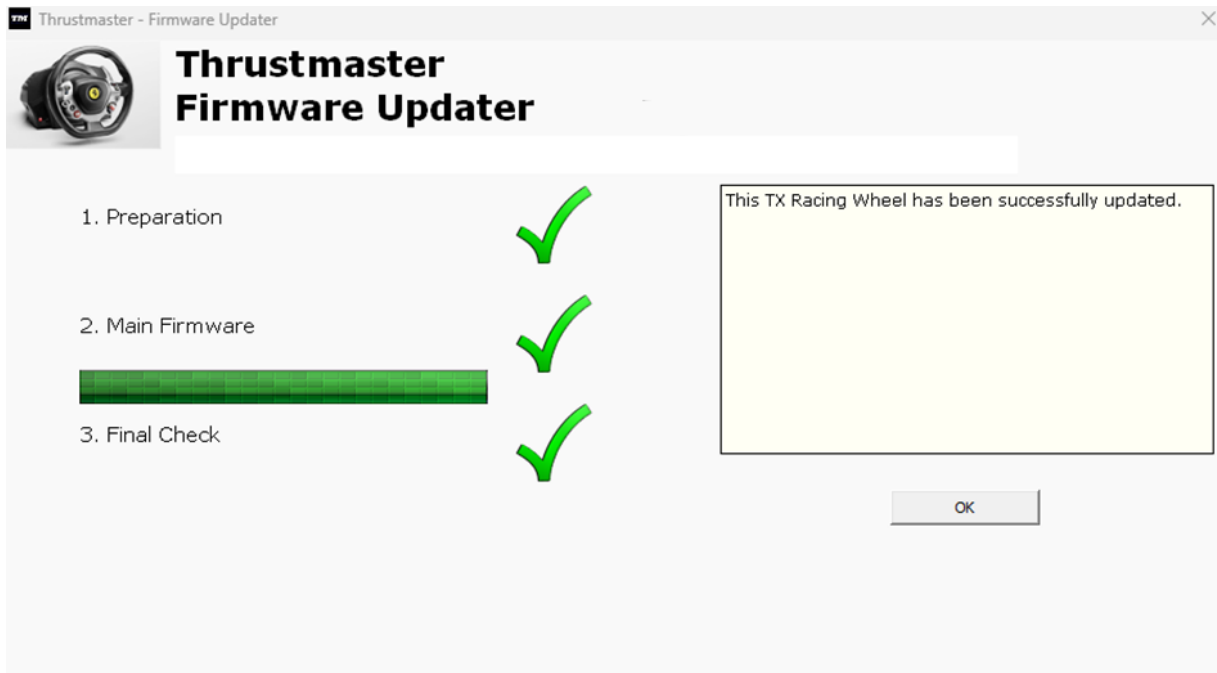 TM Thrustmaster - Firmware Updater
Thrustmaster
Firmware Updater
1. Preparation
2. Main Firmware
3. Final Check
This TX Racing Wheel has been successfully updated.
OK